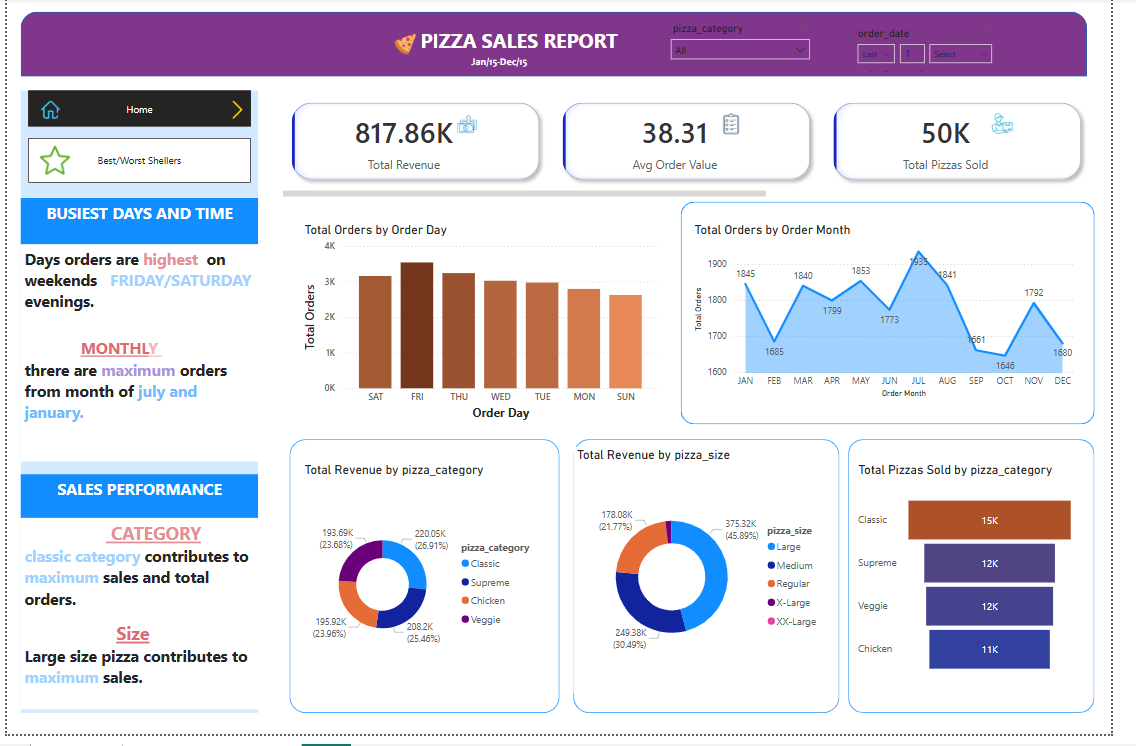 PIZZA SALES REPORT
Jan/15-Dec/15
pizza_category
All
order_date
Last
1
Select
Home
Best/Worst Shellers
BUSIEST DAYS AND TIME
Days orders are highest on
weekends FRIDAY/SATURDAY
evenings.
MONTHLY
threre are maximum orders
from month of july and
january.
SALES PERFORMANCE
CATEGORY
classic category contributes to
maximum sales and total
orders.
Size
Large size pizza contributes to
maximum sales.
817.86K
Total Revenue
38.31
Avg Order Value
50K
Total Pizzas Sold
Total Orders by Order Day
4K
3K
2K
1K
0K
Total Orders
SAT FRI THU WED TUE MON SUN
Order Day
Total Orders by Order Month
1900
1800
1700
1600
Total Orders
1845
1685
1840
1799
1853
1773
1935
1841
1661
1646
1792
1680
JAN FEB MAR APR MAY JUN JUL AUG SEP OCT NOV DEC
Order Month
Total Revenue by pizza_category
193.69K
(23.68%)
220.05K
(26.91%)
195.92K
(23.96%)
208.2K
(25.46%)
pizza_category
Classic
Supreme
Chicken
Veggie
Total Revenue by pizza_size
178.08K
(21.77%)
375.32K
(45.89%)
249.38K
(30.49%)
pizza_size
Large
Medium
Regular
X-Large
XX-Large
Total Pizzas Sold by pizza_category
Classic 15K
Supreme 12K
Veggie 12K
Chicken 11K